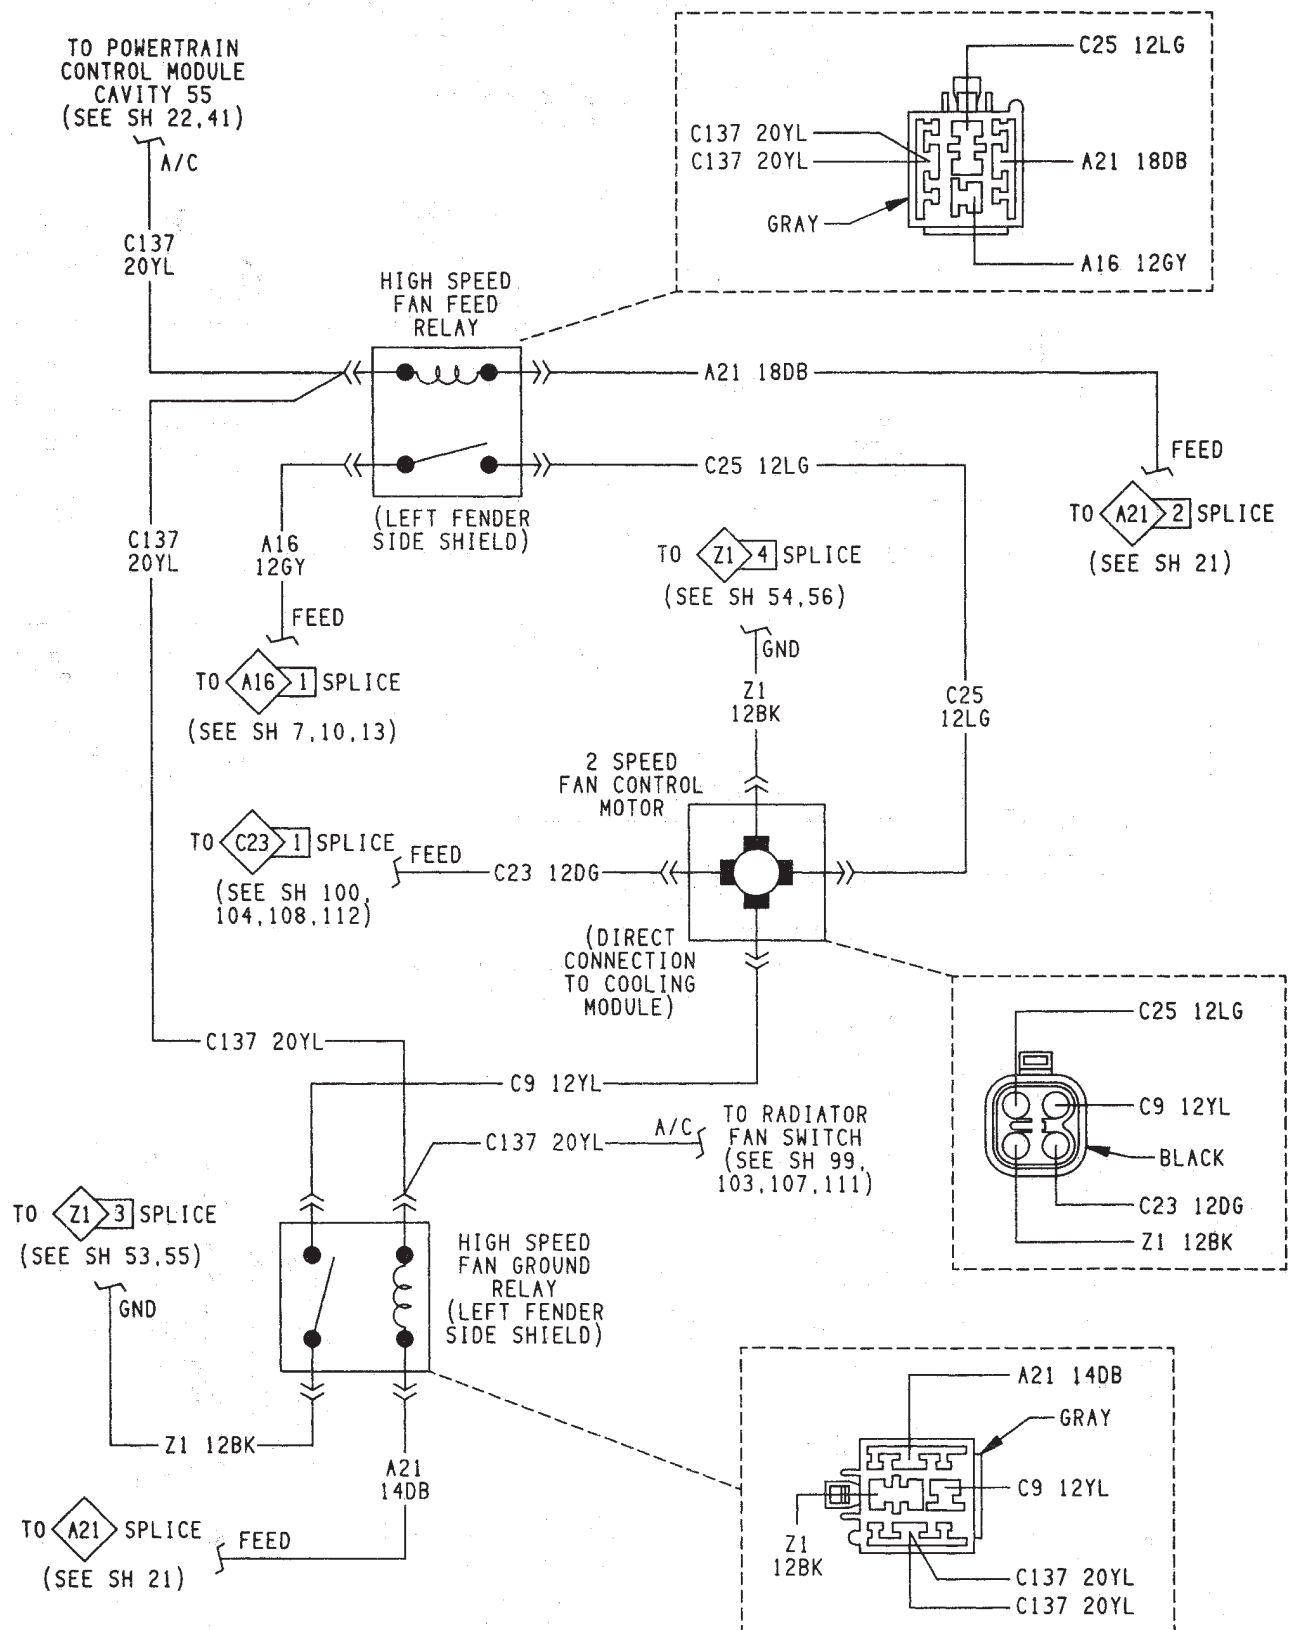 TO POWERTRAIN
CONTROL MODULE
CAVITY 55
(SEE SH 22,41)
A/C
C137
20YL
C25 12LG
C137 20YL
C137 20YL
A21 18DB
GRAY
A16 12GY
HIGH SPEED
FAN FEED
RELAY
A21 18DB
C25 12LG
(LEFT FENDER
SIDE SHIELD)
FEED
TO A21 2 SPLICE
(SEE SH 21)
C137
20YL
A16
12GY
FEED
TO A16 1 SPLICE
(SEE SH 7,10,13)
TO Z1 4 SPLICE
(SEE SH 54,56)
GND
Z1
12BK
C25
12LG
2 SPEED
FAN CONTROL
MOTOR
TO C23 1 SPLICE
FEED
C23 12DG
(SEE SH 100,
104,108,112)
(DIRECT
CONNECTION
TO COOLING
MODULE)
C25 12LG
C9 12YL
BLACK
C23 12DG
Z1 12BK
C137 20YL
C9 12YL
C137 20YL
A/C
TO RADIATOR
FAN SWITCH
(SEE SH 99,
103,107,111)
TO Z1 3 SPLICE
(SEE SH 53,55)
GND
HIGH SPEED
FAN GROUND
RELAY
(LEFT FENDER
SIDE SHIELD)
Z1 12BK
A21
14DB
TO A21 SPLICE
FEED
(SEE SH 21)
A21 14DB
GRAY
C9 12YL
Z1
12BK
C137 20YL
C137 20YL